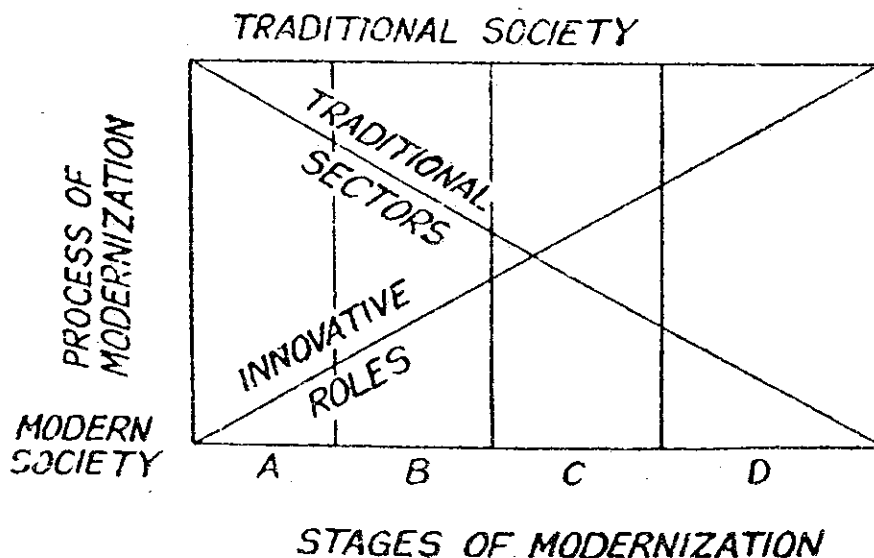 TRADITIONAL SOCIETY
TRADITIONAL
SECTORS
PROCESS OF
MODERNIZATION
INNOVATIVE
ROLES
MODERN
SOCIETY
A B C D
STAGES OF MODERNIZATION